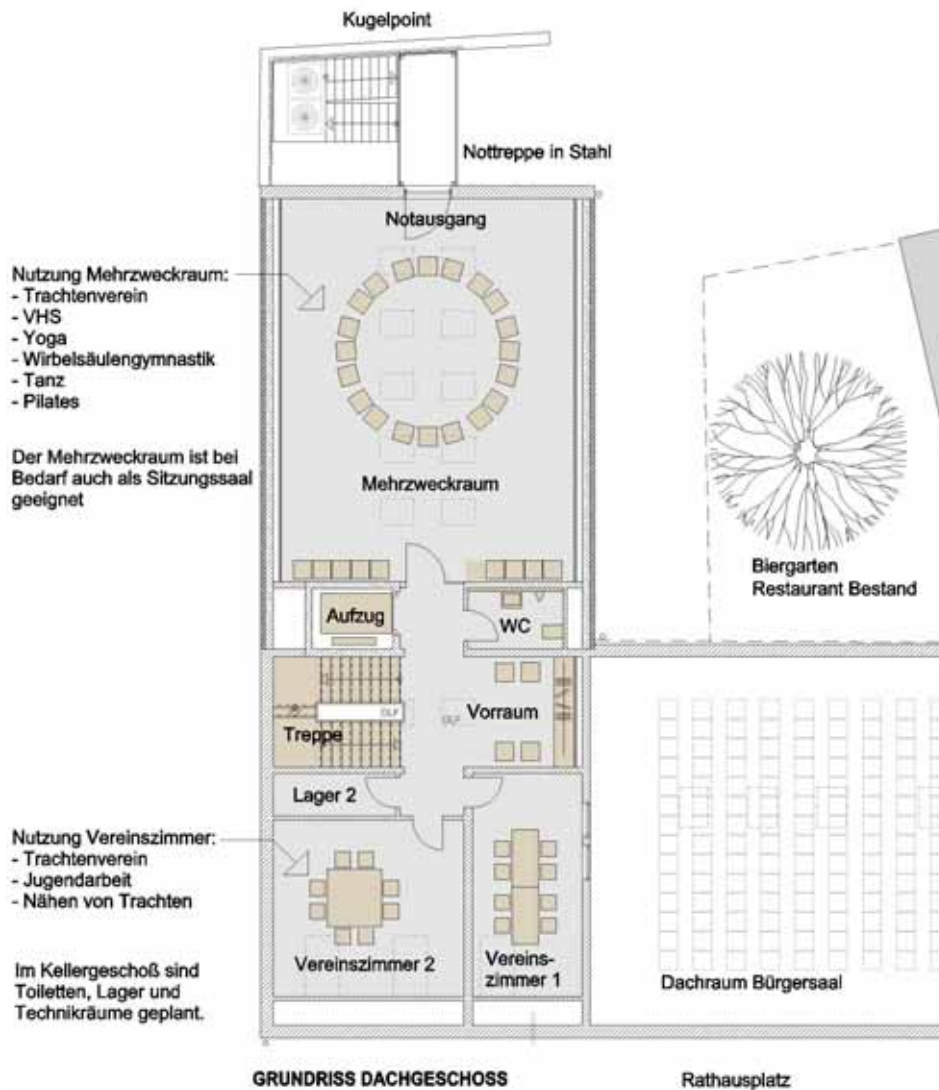 Kugelpoint
Nottreppe in Stahl
Notausgang
Nutzung Mehrzweckraum:
- Trachtenverein
- VHS
- Yoga
- Wirbelsäulengymnastik
- Tanz
- Pilates
Der Mehrzweckraum ist bei
Bedarf auch als Sitzungssaal
geeignet
Mehrzweckraum
Biergarten
Restaurant Bestand
Aufzug
WC
Vorraum
Treppe
DLF
DLF
Lager 2
Nutzung Vereinszimmer:
- Trachtenverein
- Jugendarbeit
- Nähen von Trachten
Vereinszimmer 2
Vereins-
zimmer 1
Im Kellergeschoß sind
Toiletten, Lager und
Technikräume geplant.
Dachraum Bürgersaal
GRUNDRISS DACHGESCHOSS
Rathausplatz